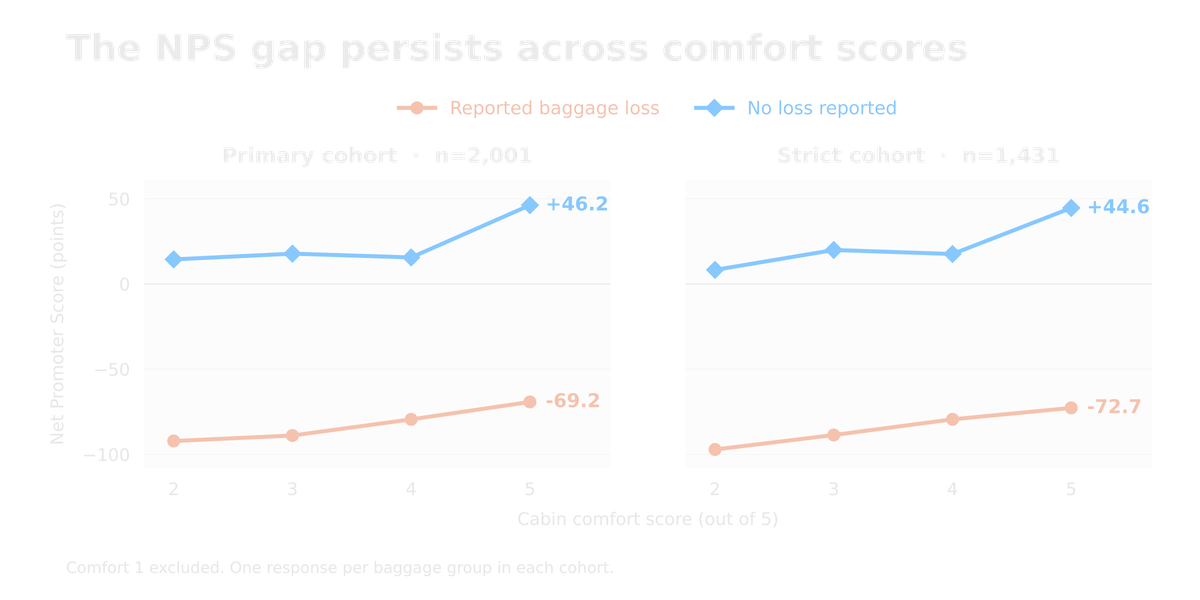 The NPS gap persists across comfort scores
Reported baggage loss
No loss reported
Primary cohort · n=2,001
Strict cohort · n=1,431
Net Promoter Score (points)
50
0
−50
−100
+46.2
-69.2
+44.6
-72.7
2 3 4 5
2 3 4 5
Cabin comfort score (out of 5)
Comfort 1 excluded. One response per baggage group in each cohort.